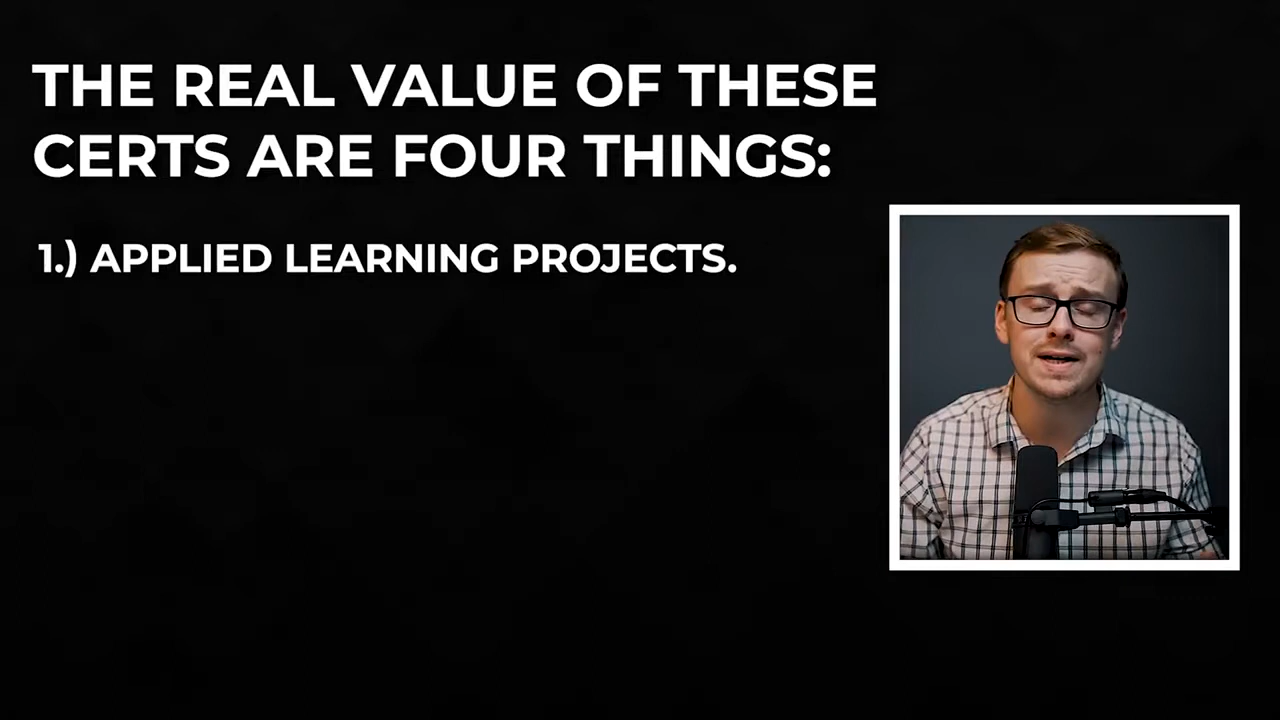 THE REAL VALUE OF THESE
CERTS ARE FOUR THINGS:
1.) APPLIED LEARNING PROJECTS.